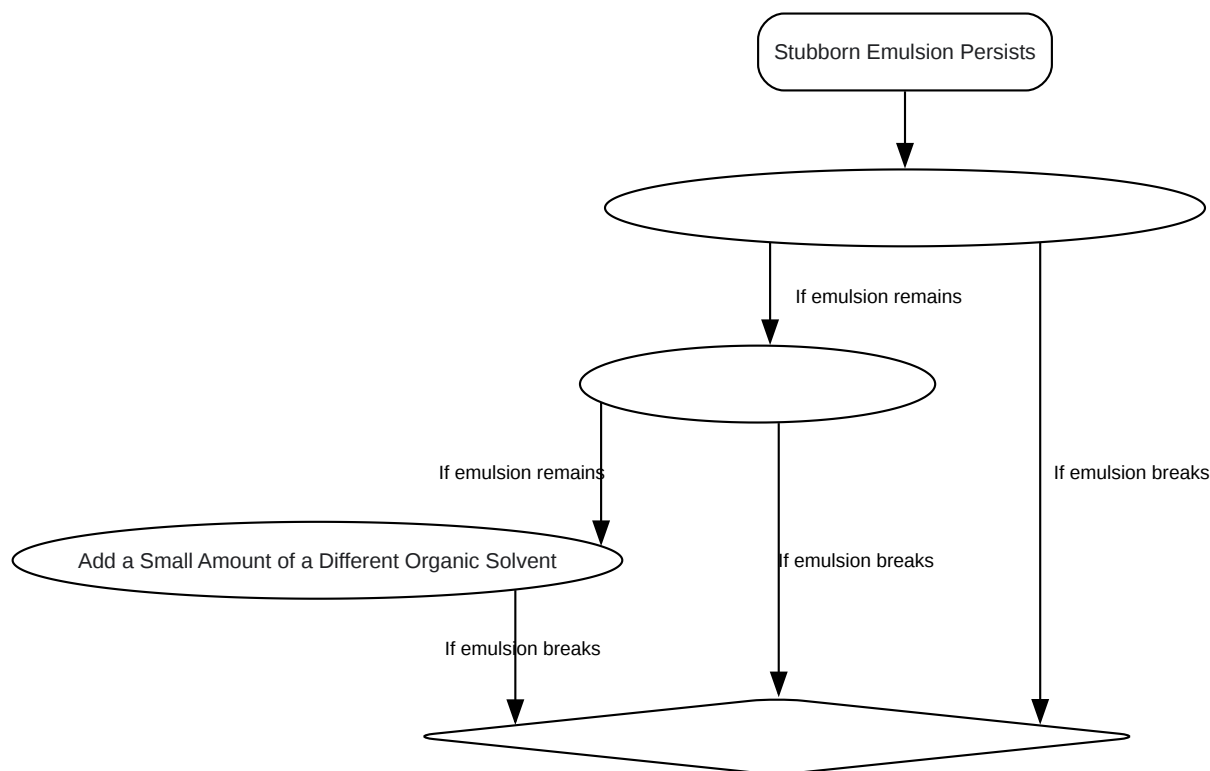 Stubborn Emulsion Persists
If emulsion remains
If emulsion remains
If emulsion breaks
Add a Small Amount of a Different Organic Solvent
If emulsion breaks
If emulsion breaks